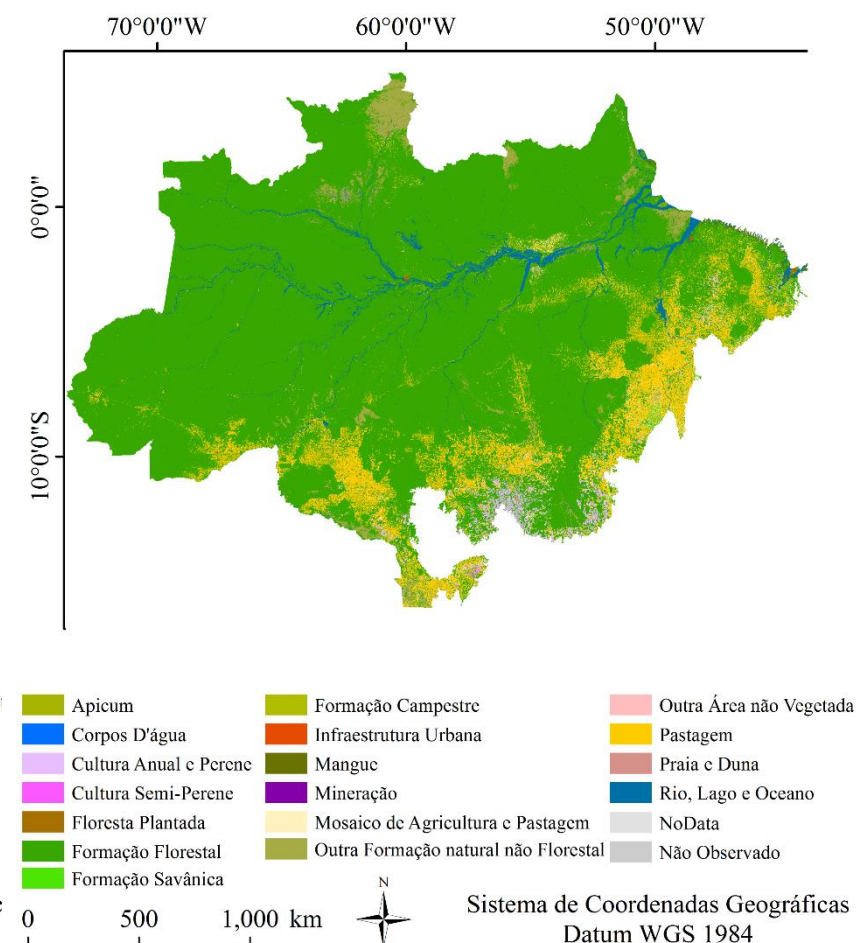 70°0'0"W 60°0'0"W 50°0'0"W
0°0'0"
10°0'0"S
Apicum
Corpos D'água
Cultura Anual e Perene
Cultura Semi-Perene
Floresta Plantada
Formação Florestal
Formação Savânica
Formação Campestre
Infraestrutura Urbana
Mangue
Mineração
Mosaico de Agricultura e Pastagem
Outra Formação natural não Florestal
Outra Área não Vegetada
Pastagem
Praia e Duna
Rio, Lago e Oceano
NoData
Não Observado
N
0 500 1,000 km
Sistema de Coordenadas Geográficas
Datum WGS 1984